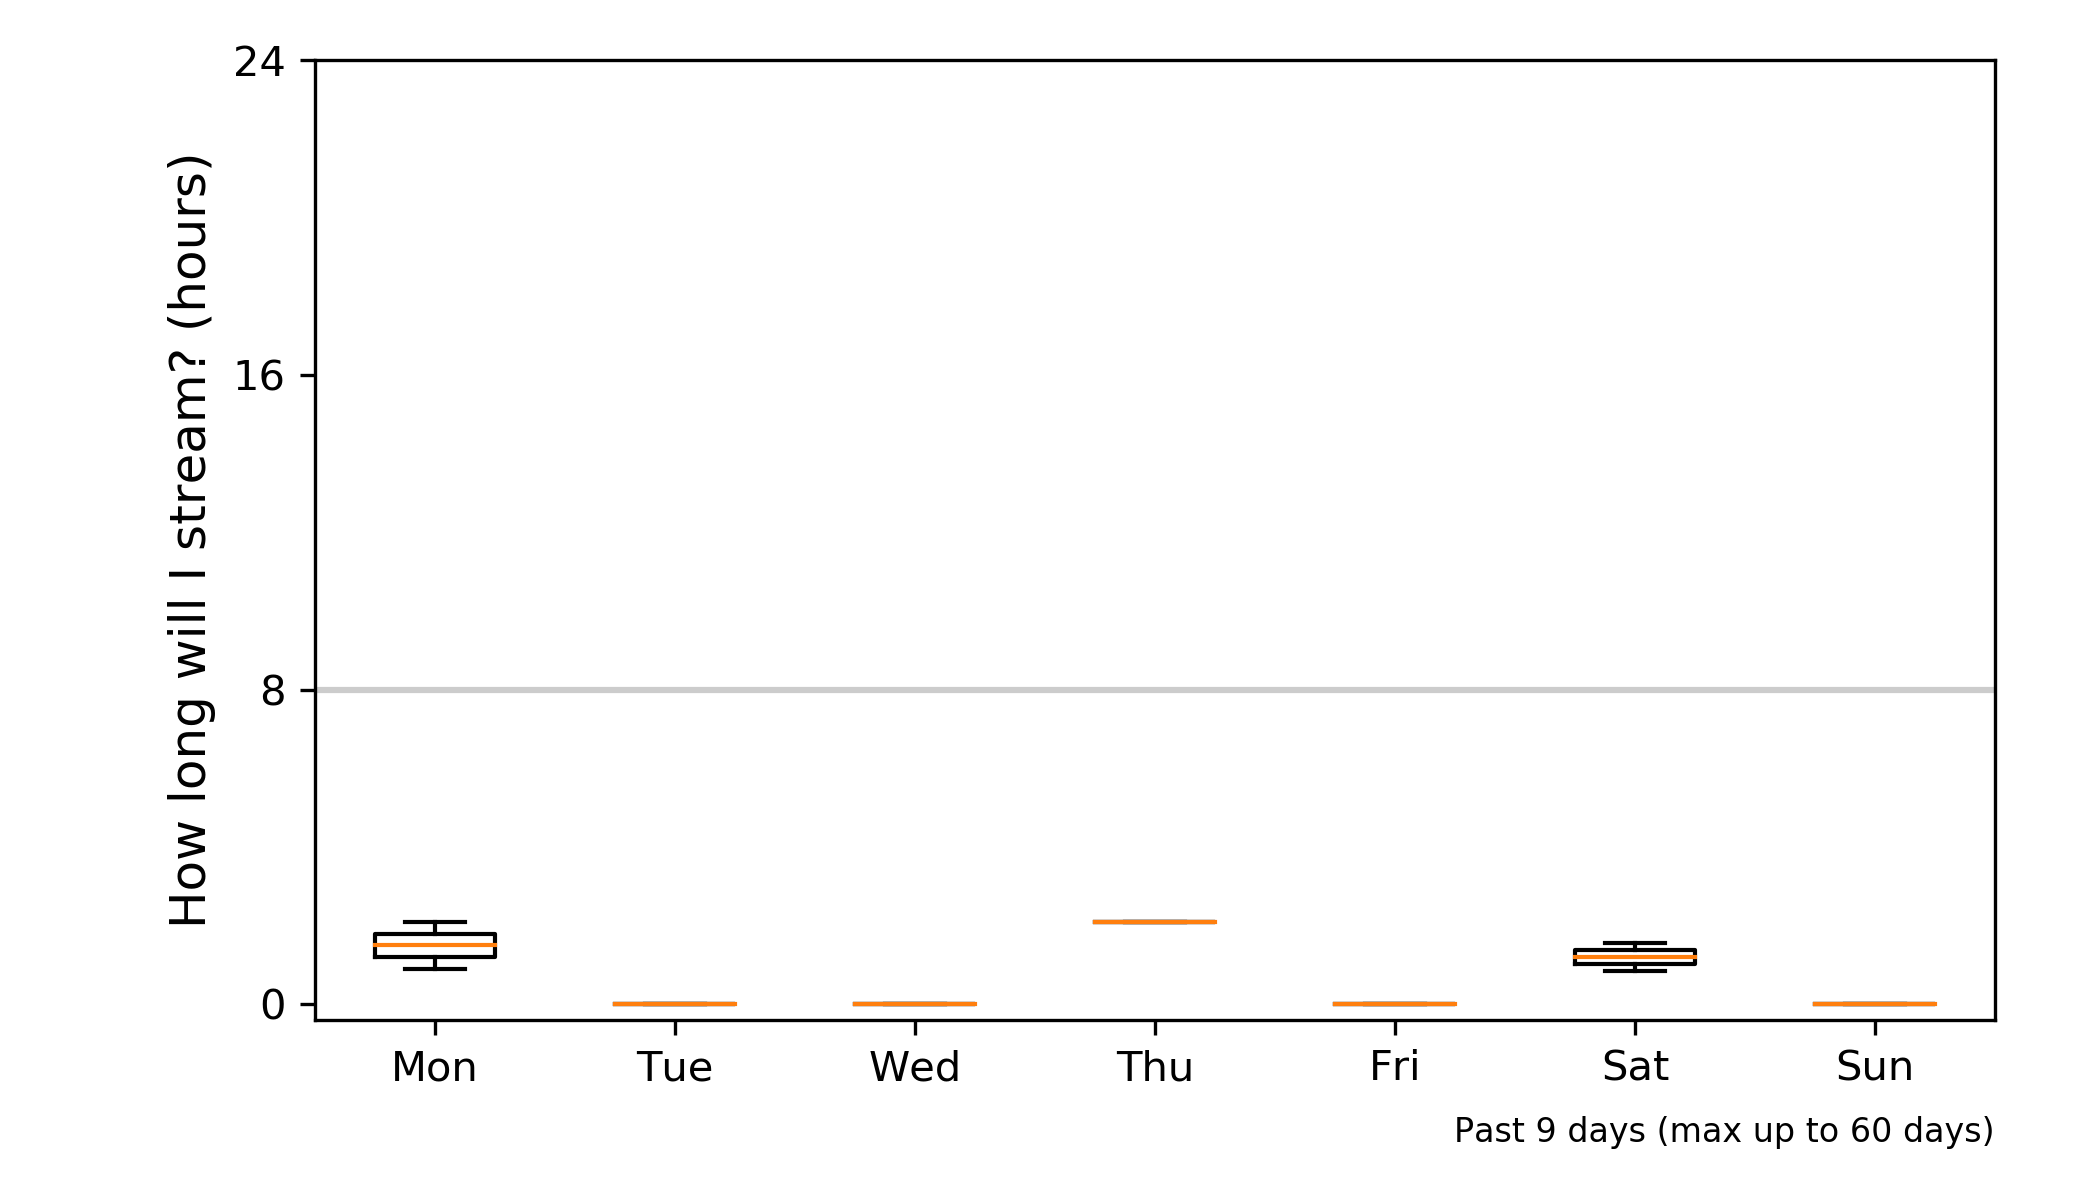 How long will I stream? (hours)
24
16
8
0
Mon Tue Wed Thu Fri Sat Sun
Past 9 days (max up to 60 days)